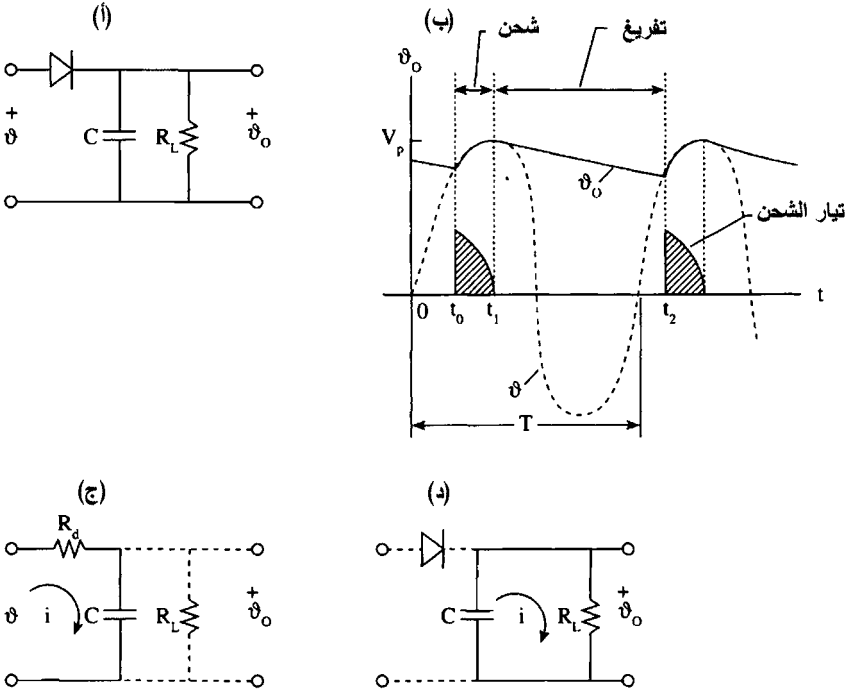 (أ)
ϑ
+
C
R_L
+
ϑ_O
(ب)
شحن
تفريغ
ϑ_O
V_P
ϑ_O
تيار الشحن
0
t_0
t_1
t_2
t
ϑ
T
(ج)
R_d
ϑ
i
C
R_L
+
ϑ_O
(د)
C
i
R_L
+
ϑ_O